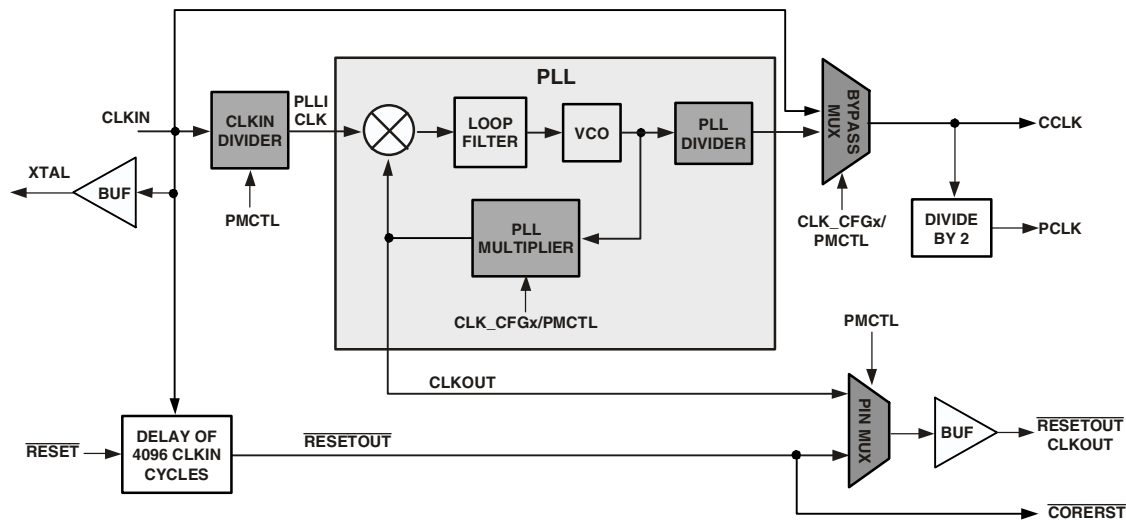 PLL
CLKIN
CLKIN
DIVIDER
PLLI
CLK
LOOP
FILTER
VCO
PLL
DIVIDER
BYPASS
MUX
CCLK
XTAL
BUF
PMCTL
PLL
MULTIPLIER
CLK_CFGx/
PMCTL
DIVIDE
BY 2
PCLK
CLK_CFGx/PMCTL
PMCTL
CLKOUT
PIN MUX
BUF
RESETOUT
CLKOUT
RESET
DELAY OF
4096 CLKIN
CYCLES
RESETOUT
CORERST